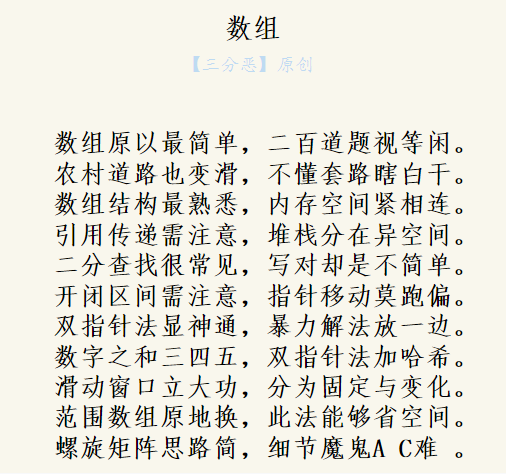 数组
【三分恶】原创
数组原以最简单，二百道题视等闲。
农村道路也变滑，不懂套路瞎白干。
数组结构最熟悉，内存空间紧相连。
引用传递需注意，堆栈分在异空间。
二分查找很常见，写对却是不简单。
开闭区间需注意，指针移动莫跑偏。
双指针法显神通，暴力解法放一边。
数字之和三四五，双指针法加哈希。
滑动窗口立大功，分为固定与变化。
范围数组原地换，此法能够省空间。
螺旋矩阵思路简，细节魔鬼A C难 。